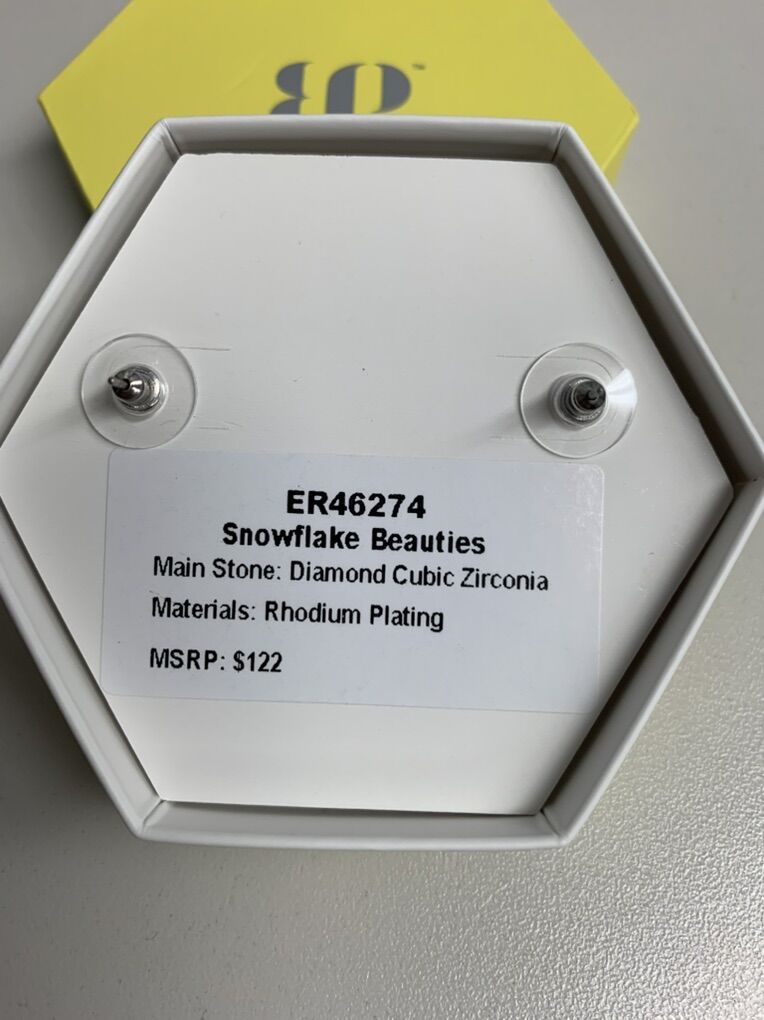 ER46274
Snowflake Beauties
Main Stone: Diamond Cubic Zirconia
Materials: Rhodium Plating
MSRP: $122